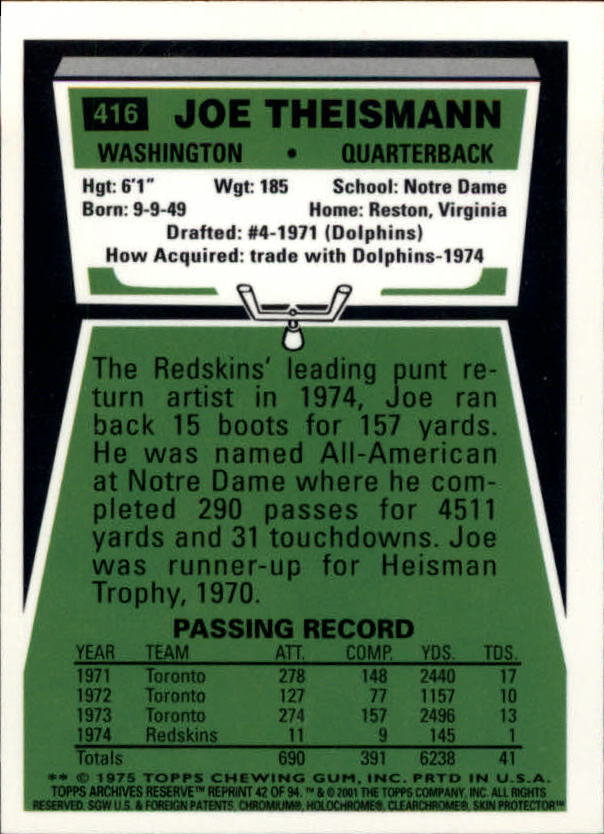 416 JOE THEISMANN
WASHINGTON • QUARTERBACK
Hgt: 6'1" Wgt: 185 School: Notre Dame
Born: 9-9-49 Home: Reston, Virginia
Drafted: #4-1971 (Dolphins)
How Acquired: trade with Dolphins-1974
The Redskins' leading punt re-
turn artist in 1974, Joe ran
back 15 boots for 157 yards.
He was named All-American
at Notre Dame where he com-
pleted 290 passes for 4511
yards and 31 touchdowns. Joe
was runner-up for Heisman
Trophy, 1970.
PASSING RECORD
YEAR TEAM ATT. COMP. YDS. TDS.
1971 Toronto 278 148 2440 17
1972 Toronto 127 77 1157 10
1973 Toronto 274 157 2496 13
1974 Redskins 11 9 145 1
Totals 690 391 6238 41
** © 1975 TOPPS CHEWING GUM, INC. PRTD IN U.S.A.
TOPPS ARCHIVES RESERVE™ REPRINT 42 OF 94. ™ & © 2001 THE TOPPS COMPANY, INC. ALL RIGHTS
RESERVED. SGW U.S. & FOREIGN PATENTS. CHROMIUM®, HOLOCHROME®, CLEARCHROME®, SKIN PROTECTOR™